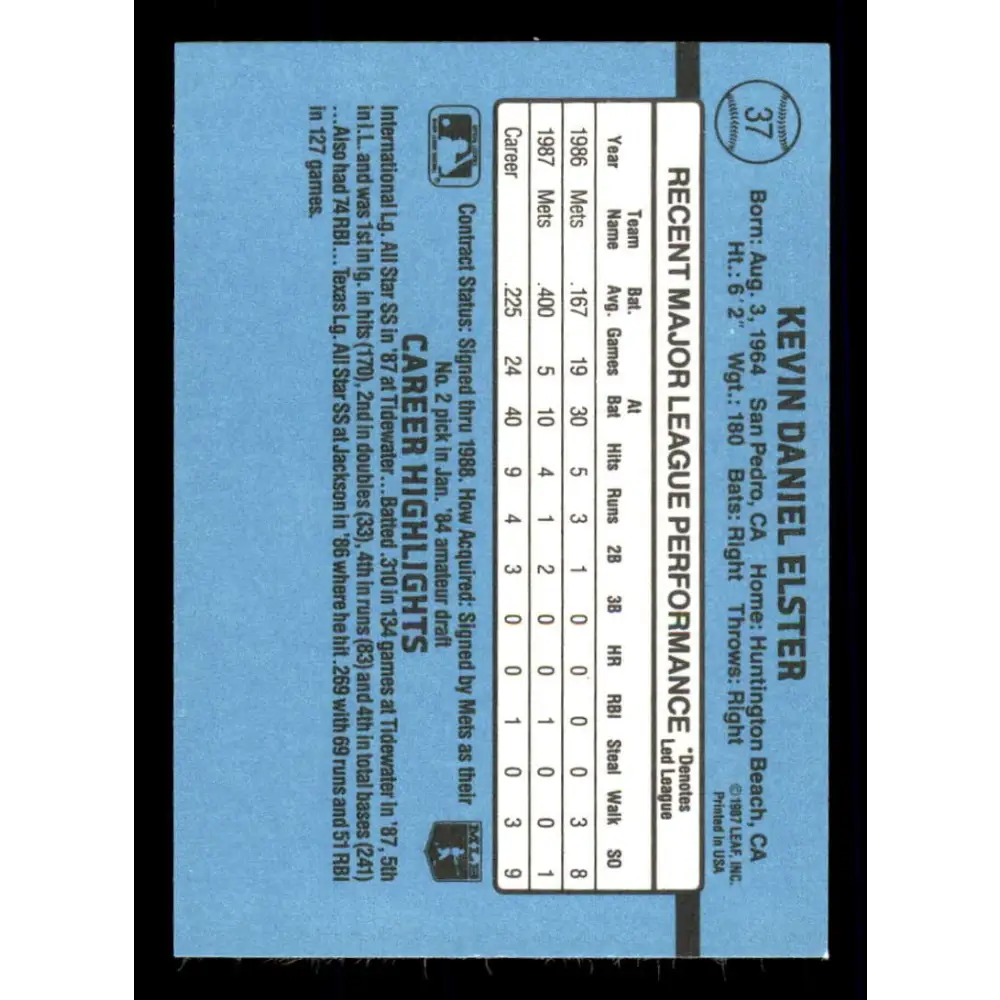 37
KEVIN DANIEL ELSTER
Born: Aug. 3, 1964 San Pedro, CA Home: Huntington Beach, CA
Ht.: 6'2" Wgt.: 180 Bats: Right Throws: Right
©1987 LEAF, INC.
Printed in USA
RECENT MAJOR LEAGUE PERFORMANCE *Denotes Led League
Year Team Name Bat. Avg. Games At Bat Hits Runs 2B 3B HR RBI Steal Walk SO
1986 Mets .167 19 30 5 3 1 0 0 0 0 3 8
1987 Mets .400 5 10 4 1 2 0 0 1 0 0 1
Career .225 24 40 9 4 3 0 0 1 0 3 9
Contract Status: Signed thru 1988. How Acquired: Signed by Mets as their
No. 2 pick in Jan. '84 amateur draft
MLB
CAREER HIGHLIGHTS
International Lg. All Star SS in '87 at Tidewater...Batted .310 in 134 games at Tidewater in '87, 5th
in I.L. and was 1st in lg. in hits (170), 2nd in doubles (33), 4th in runs (83) and 4th in total bases (241)
...Also had 74 RBI... Texas Lg. All Star SS at Jackson in '86 where he hit .269 with 69 runs and 51 RBI
in 127 games.